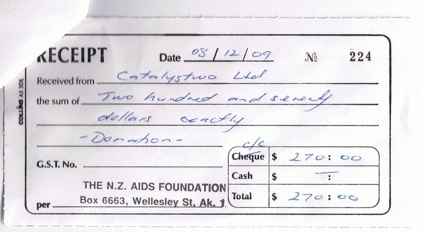 RECEIPT Date 08/12/09 No 224
Received from Catalystwo Ltd
the sum of Two hundred and seventy
dollars exactly
- Donation -
c/c
G.S.T. No. Cheque $ 270:00
Cash $ - :
THE N.Z. AIDS FOUNDATION
per Box 6663, Wellesley St, Ak. 1 Total $ 270:00
COLLINS